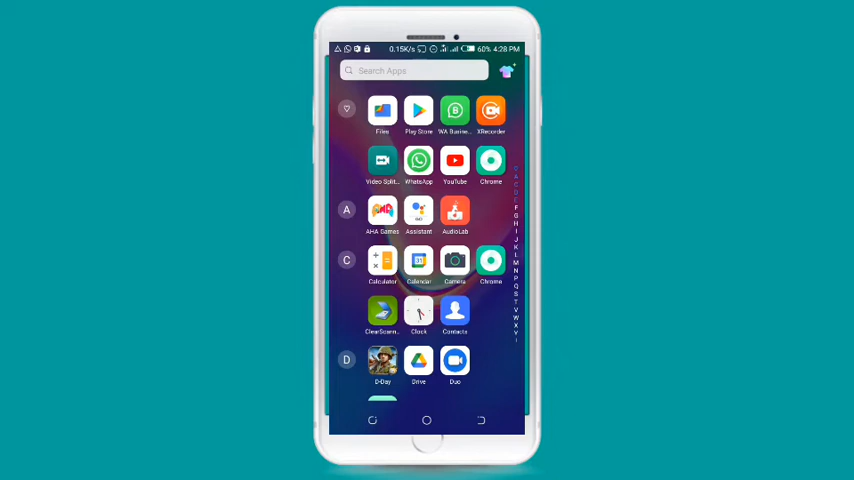 0.15K/s 60% 4:28 PM
Search Apps
Files Play Store WA Busine... XRecorder
Video Split... WhatsApp YouTube Chrome
A
AHA Games Assistant AudioLab
C
Calculator Calendar Camera Chrome
ClearScann... Clock Contacts
D
D-Day Drive Duo
F
G
H
I
J
K
L
M
N
P
Q
S
T
V
W
X